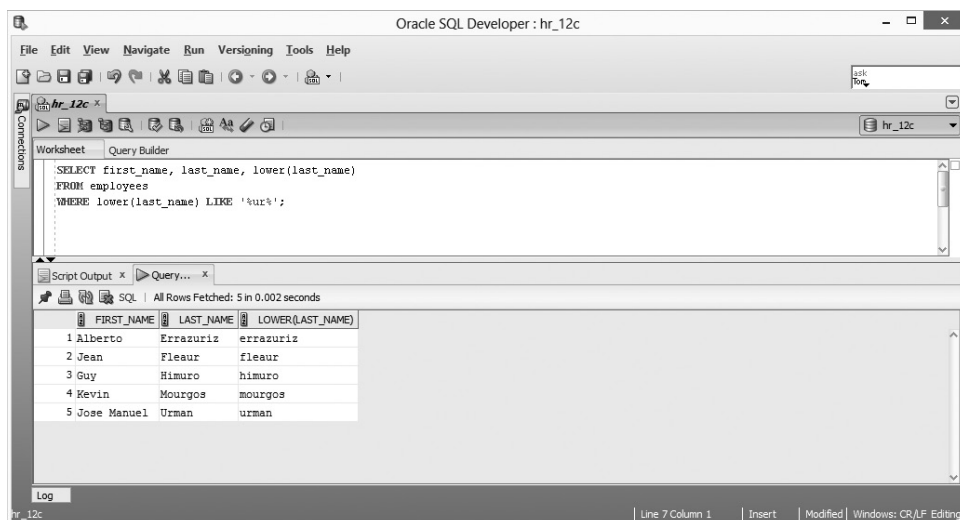 Oracle SQL Developer : hr_12c
File Edit View Navigate Run Versioning Tools Help
ask
Tom
hr_12c
hr_12c
Connections
Worksheet Query Builder
SELECT first_name, last_name, lower(last_name)
FROM employees
WHERE lower(last_name) LIKE '%ur%';
Script Output x Query... x
SQL | All Rows Fetched: 5 in 0.002 seconds
FIRST_NAME LAST_NAME LOWER(LAST_NAME)
1 Alberto Errazuriz errazuriz
2 Jean Fleaur fleaur
3 Guy Himuro himuro
4 Kevin Mourgos mourgos
5 Jose Manuel Urman urman
Log
hr_12c Line 7 Column 1 Insert Modified Windows: CR/LF Editing